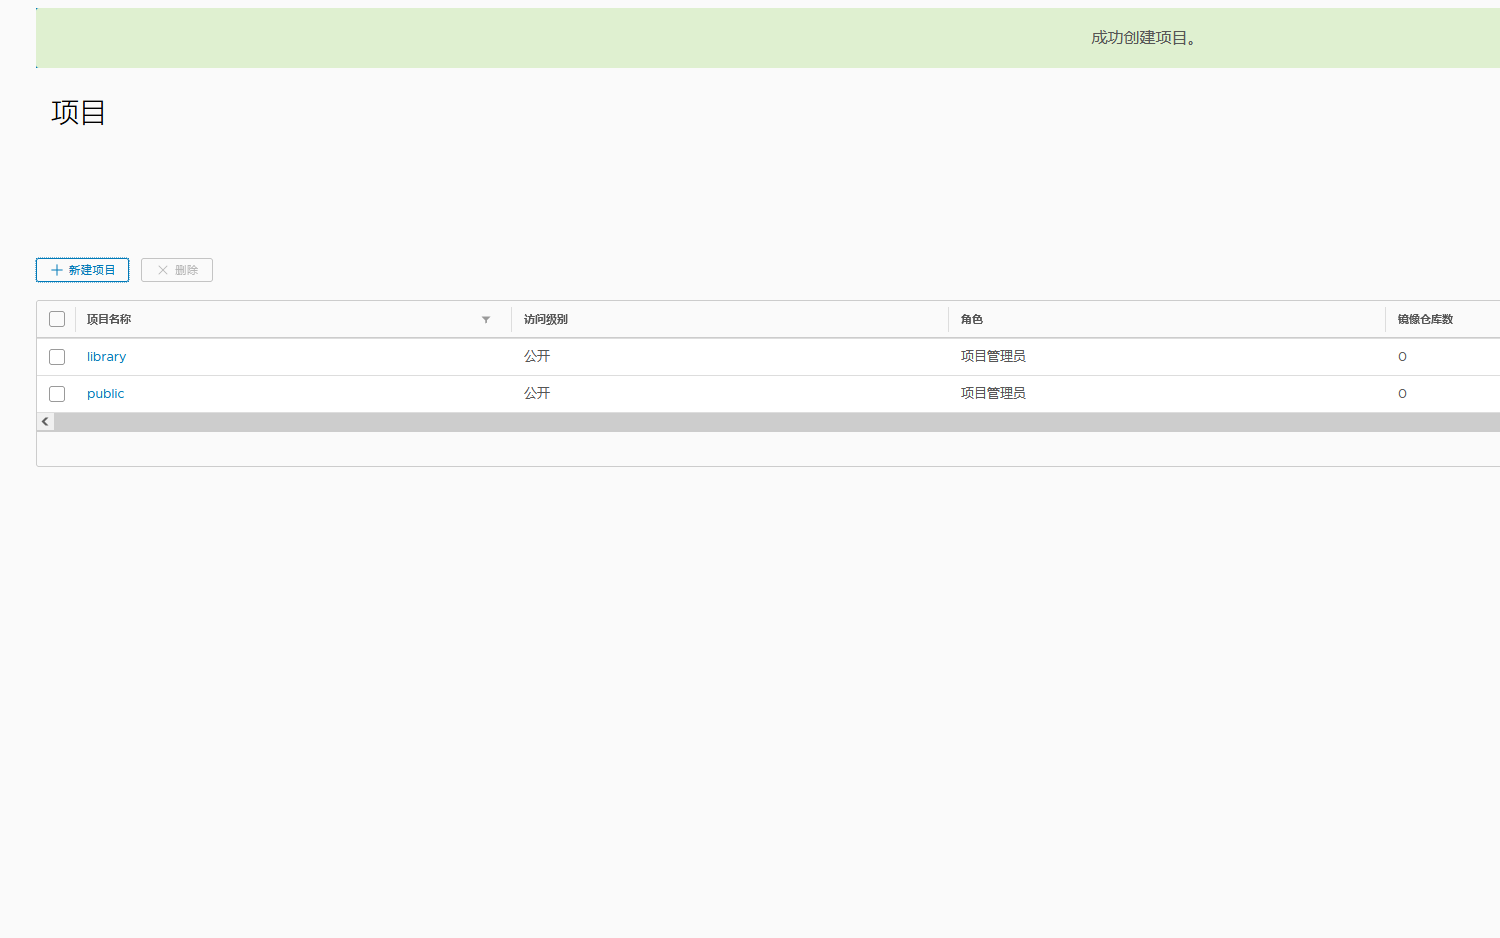 成功创建项目。
项目
新建项目 删除
项目名称 访问级别 角色 镜像仓库数
library 公开 项目管理员 0
public 公开 项目管理员 0